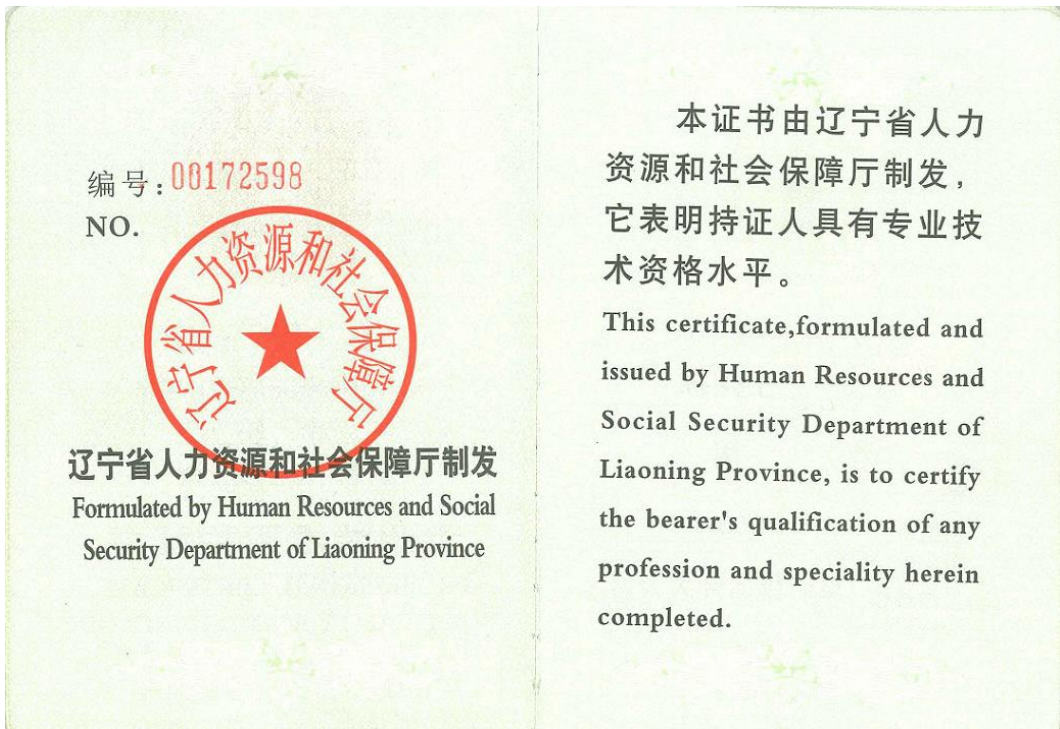 编号:00172598
NO.
辽宁省人力资源和社会保障厅
辽宁省人力资源和社会保障厅制发
Formulated by Human Resources and Social
Security Department of Liaoning Province
本证书由辽宁省人力
资源和社会保障厅制发，
它表明持证人具有专业技
术资格水平。
This certificate,formulated and
issued by Human Resources and
Social Security Department of
Liaoning Province, is to certify
the bearer's qualification of any
profession and speciality herein
completed.